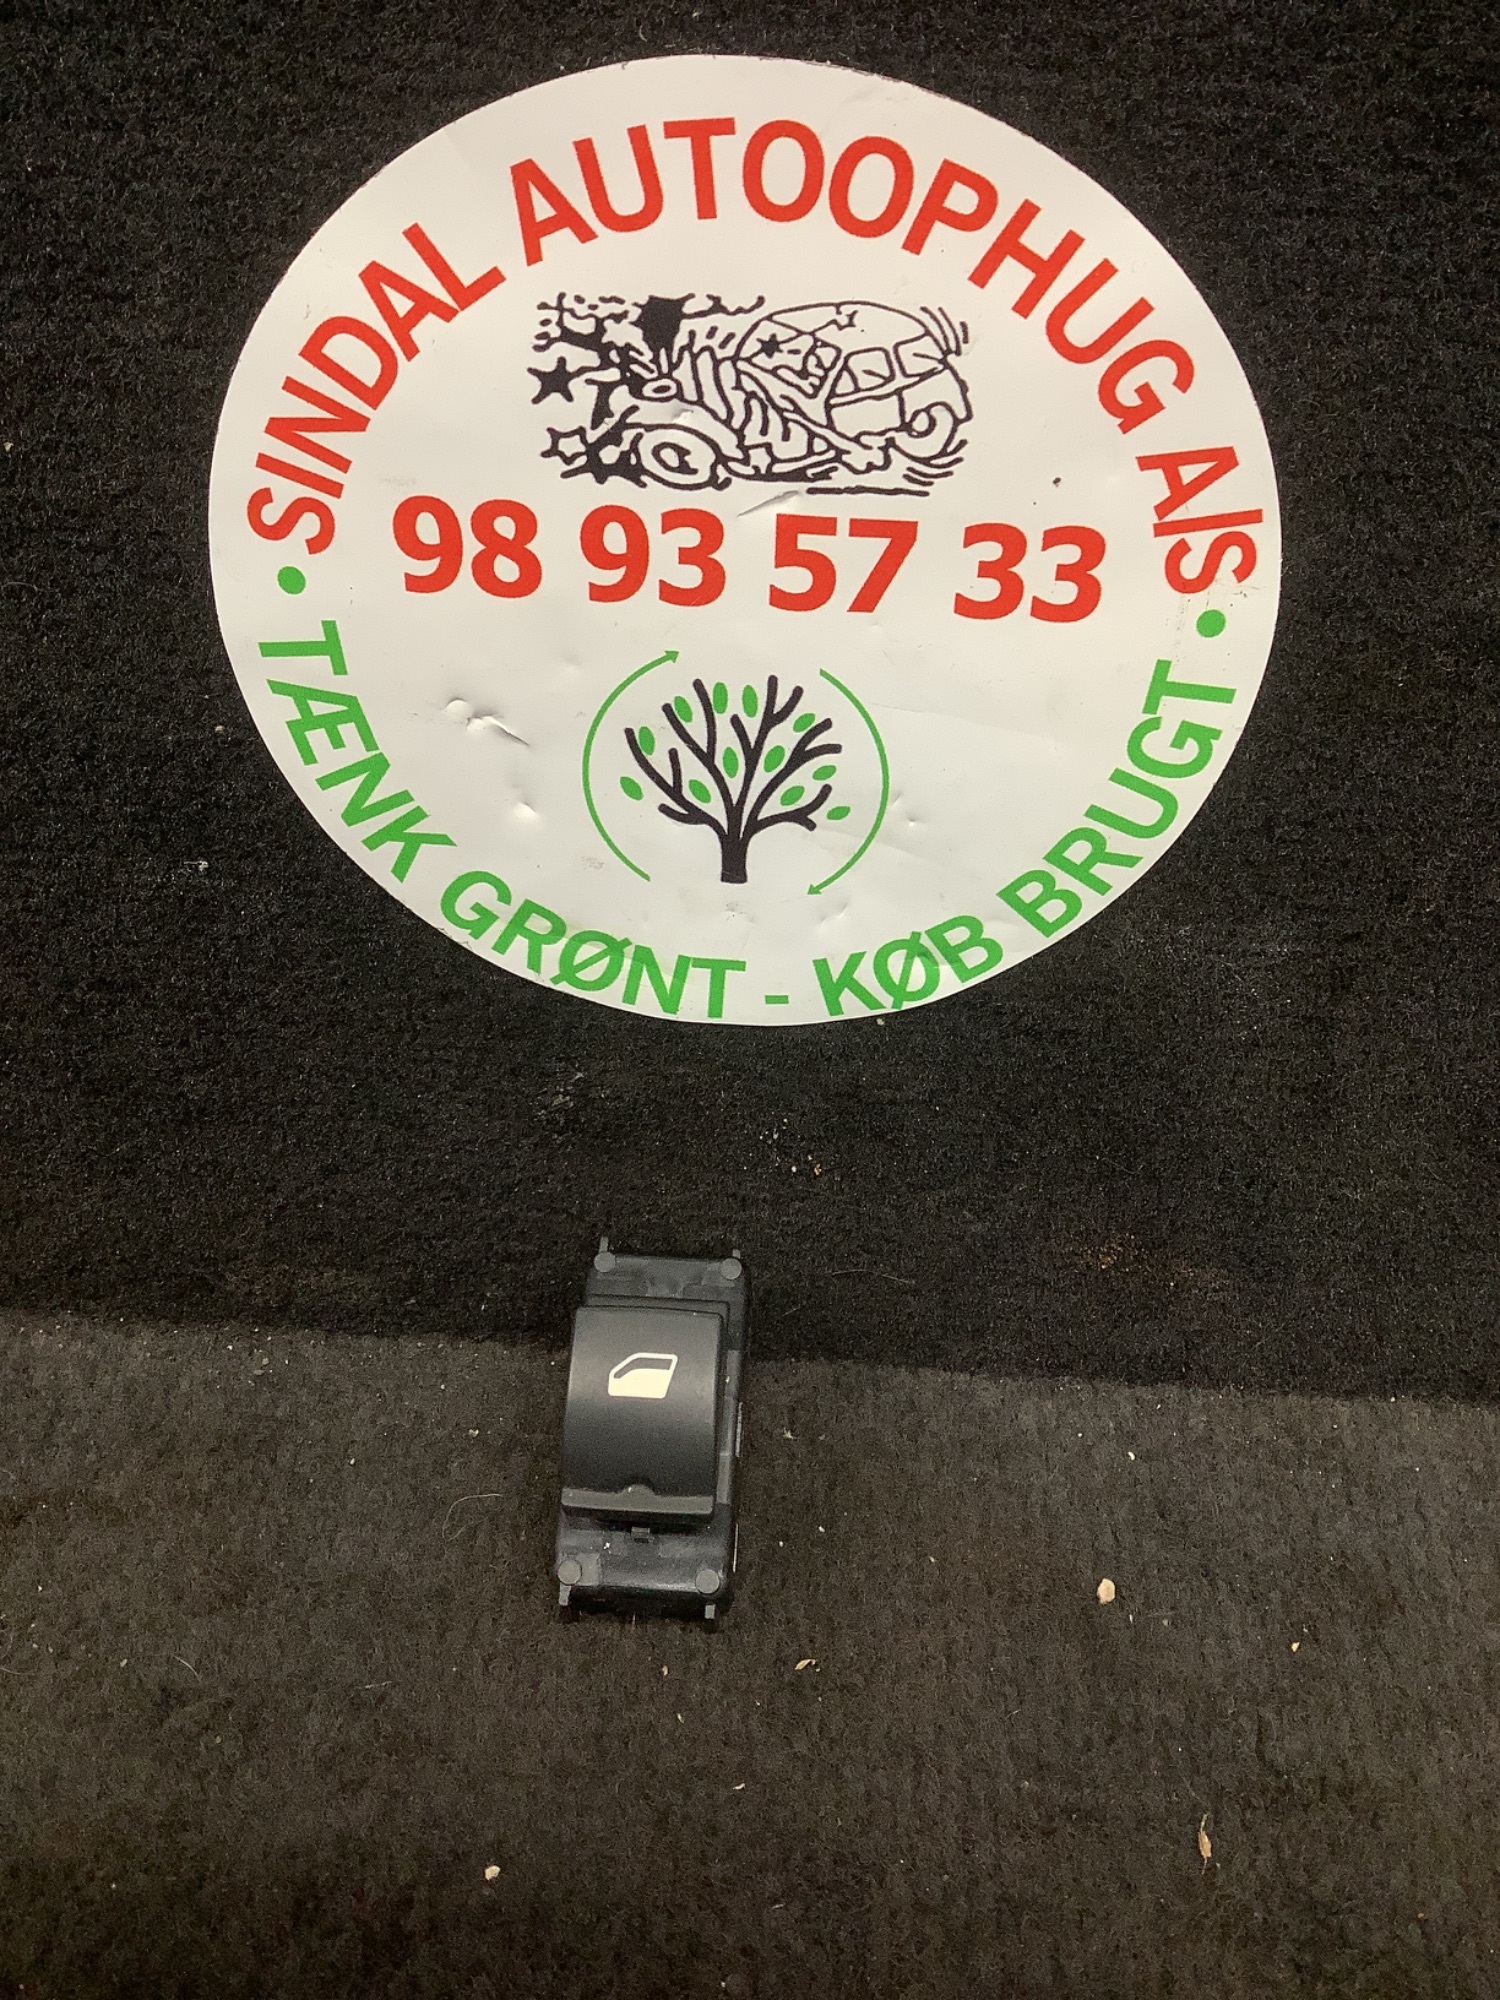 SINDAL AUTOOPHUG A/S
98 93 57 33
• TÆNK GRØNT - KØB BRUGT •